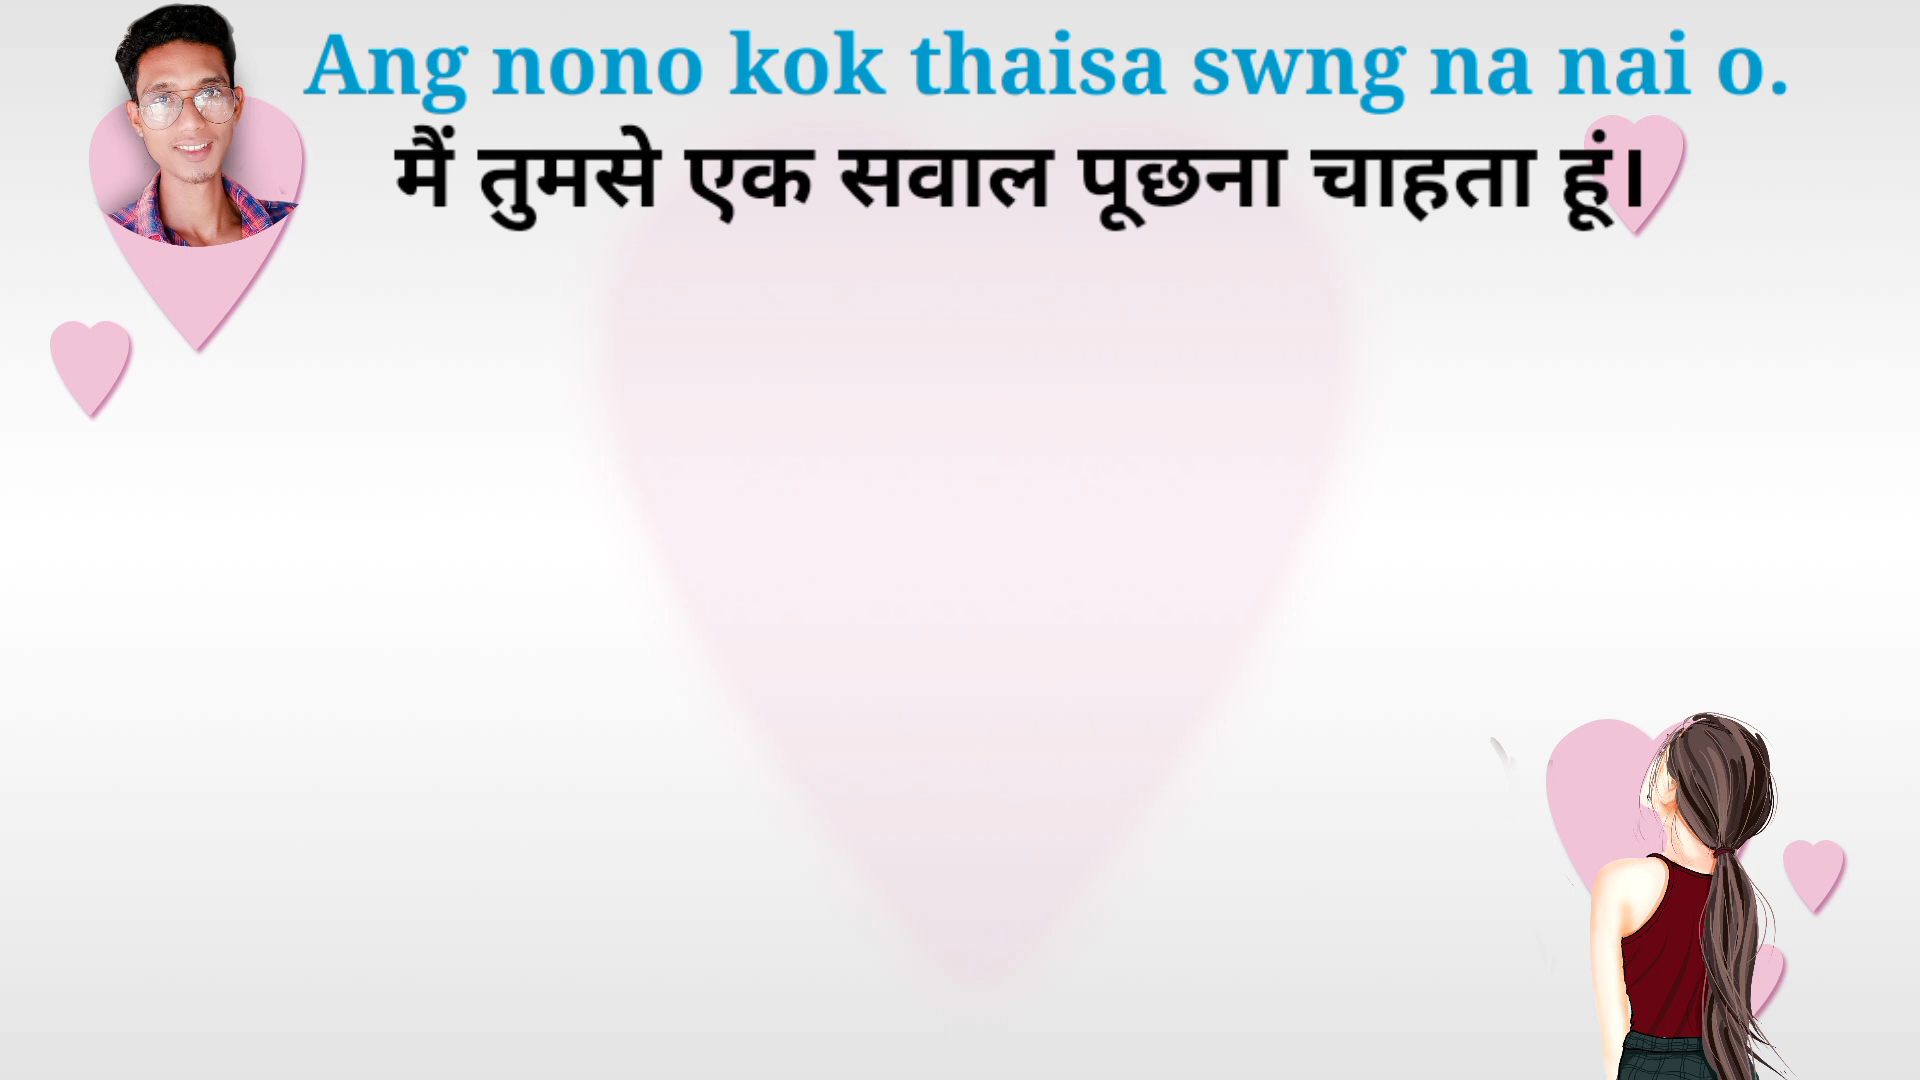 Ang nono kok thaisa swng na nai o.
मैं तुमसे एक सवाल पूछना चाहता हूं।